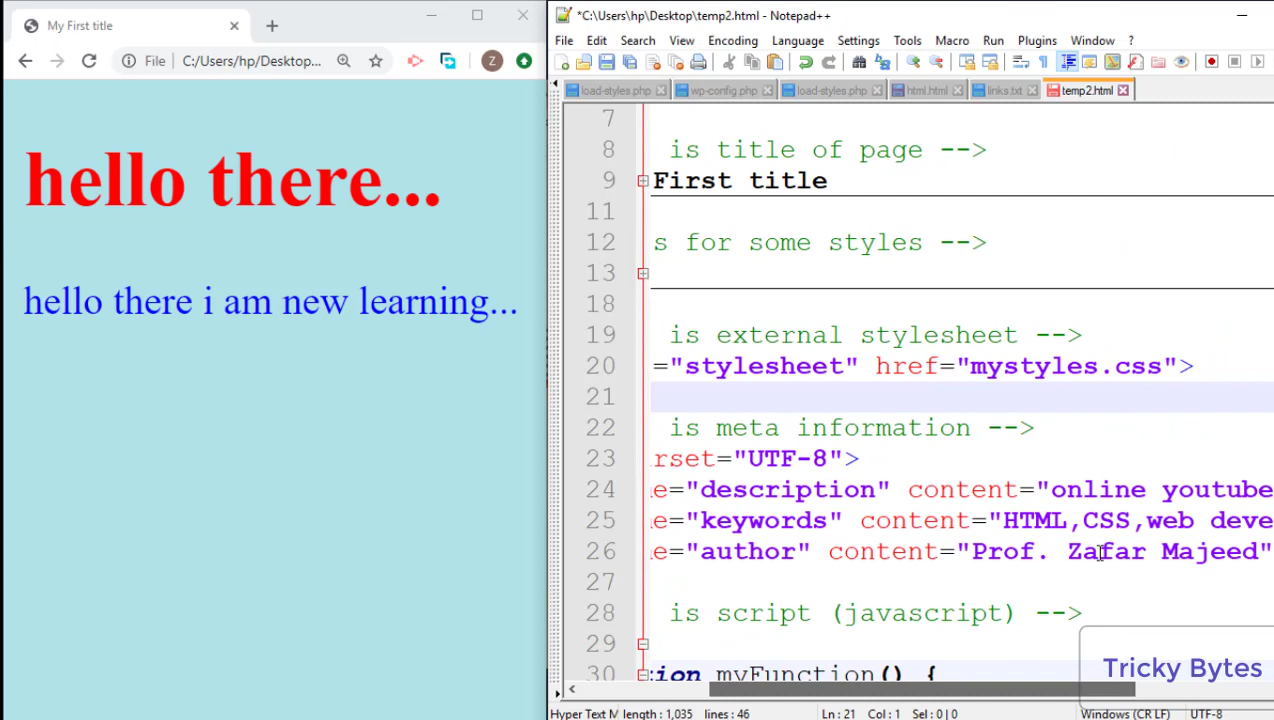 My First title
File C:/Users/hp/Desktop...
Z
hello there...
hello there i am new learning...
*C:\Users\hp\Desktop\temp2.html - Notepad++
File Edit Search View Encoding Language Settings Tools Macro Run Plugins Window ?
load-styles.php wp-config.php load-styles.php html.html links.txt temp2.html
7
8 is title of page -->
9 First title
11
12 s for some styles -->
13
18
19 is external stylesheet -->
20 ="stylesheet" href="mystyles.css">
21
22 is meta information -->
23 rset="UTF-8">
24 e="description" content="online youtube
25 e="keywords" content="HTML,CSS,web deve
26 e="author" content="Prof. Zafar Majeed"
27
28 is script (javascript) -->
29
30 tion myFunction() {
Tricky Bytes
Hyper Text M length : 1,035 lines : 46 Ln : 21 Col : 1 Sel : 0 | 0 Windows (CR LF) UTF-8